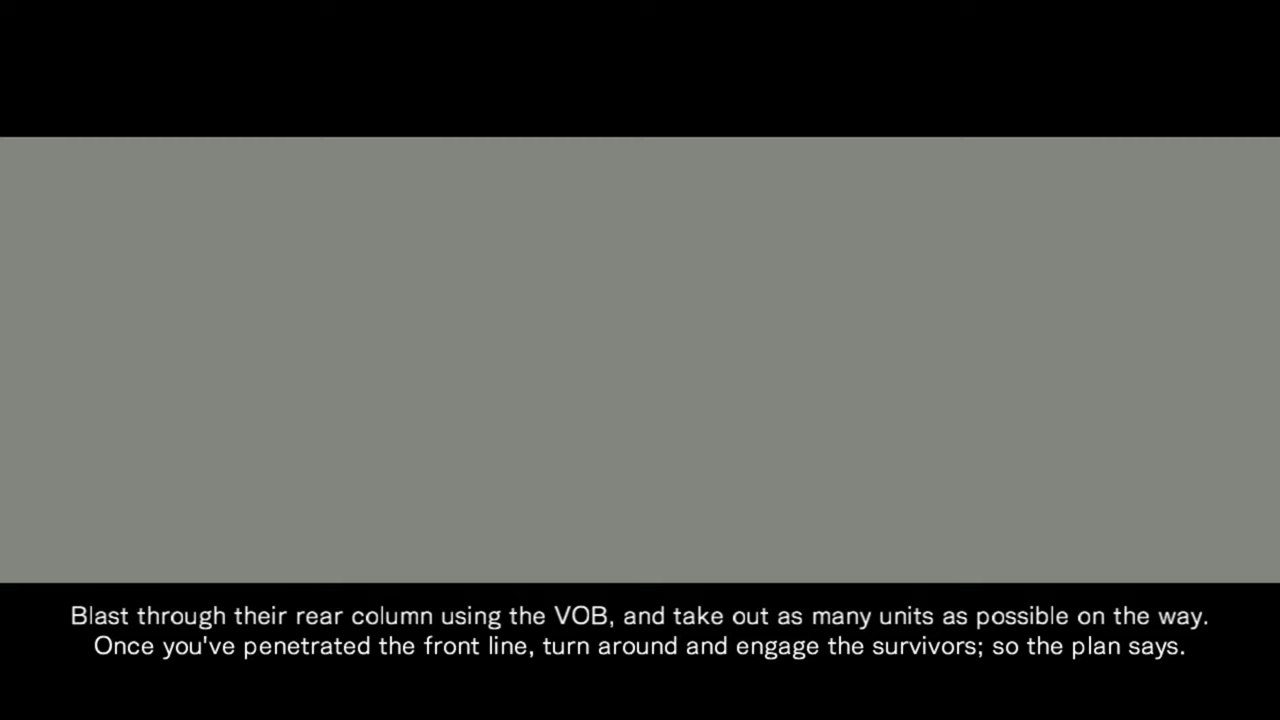 Blast through their rear column using the VOB, and take out as many units as possible on the way.
Once you've penetrated the front line, turn around and engage the survivors; so the plan says.